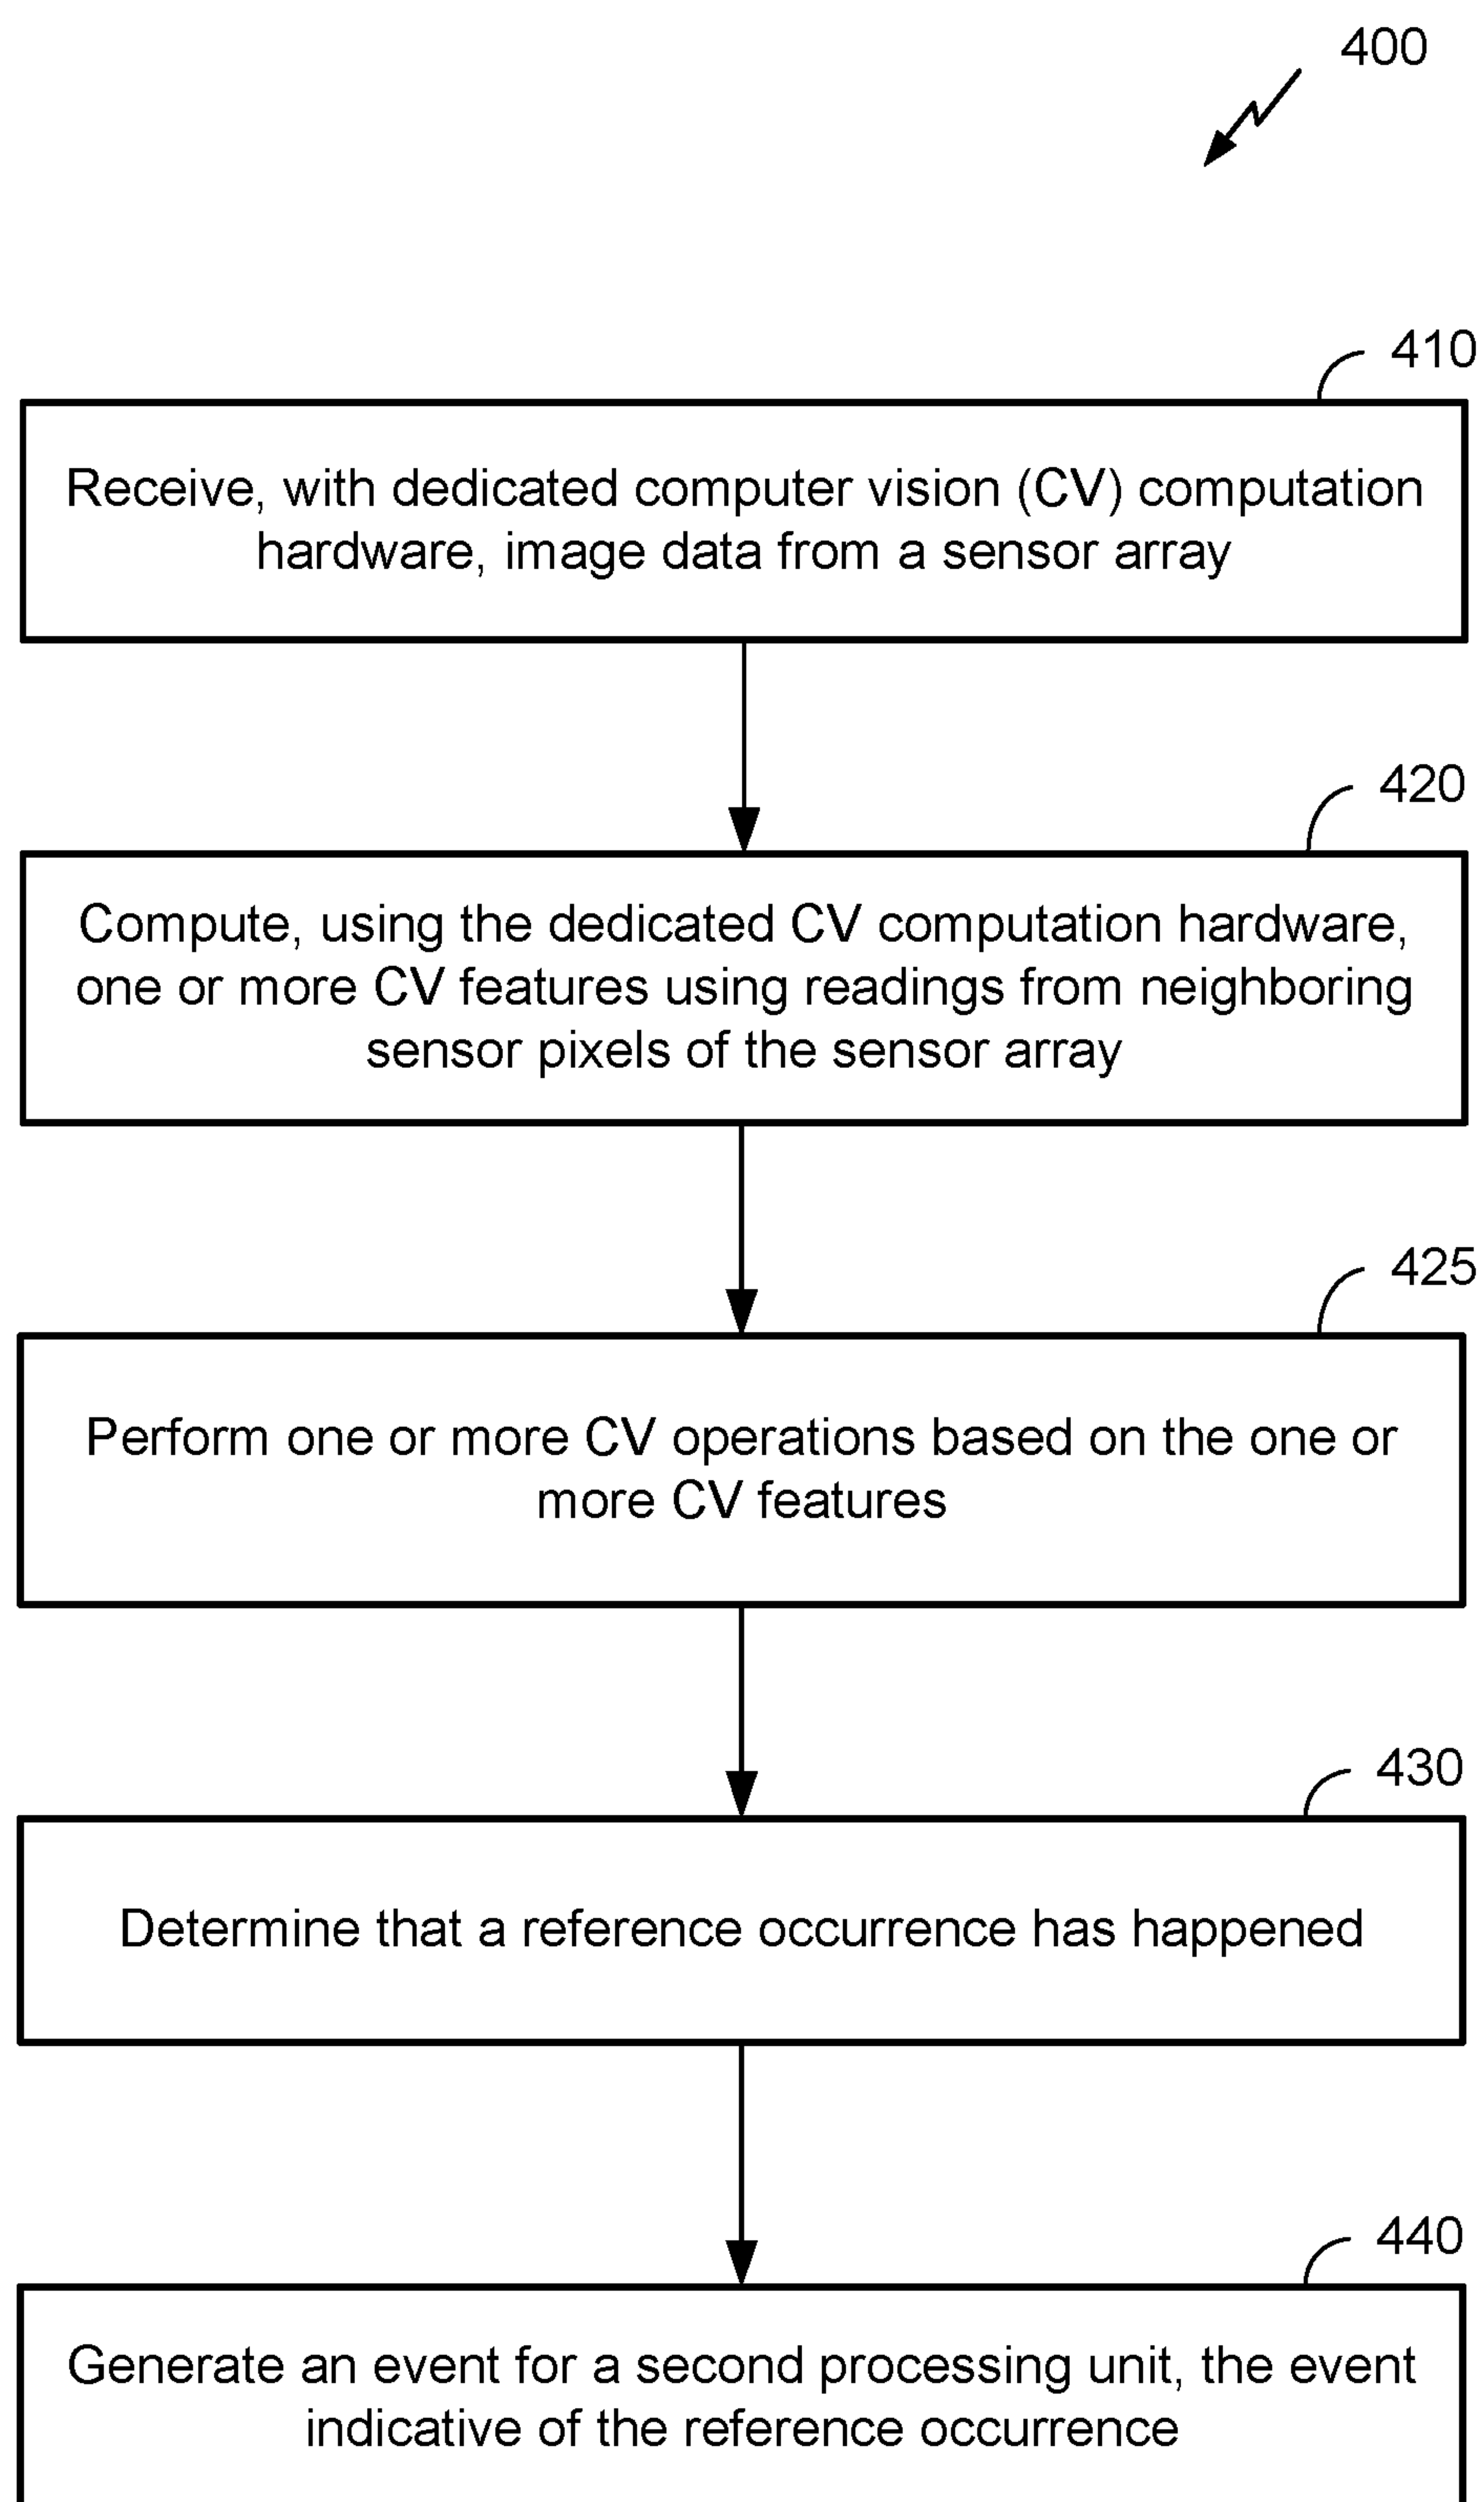 400
410
Receive, with dedicated computer vision (CV) computation
hardware, image data from a sensor array
420
Compute, using the dedicated CV computation hardware,
one or more CV features using readings from neighboring
sensor pixels of the sensor array
425
Perform one or more CV operations based on the one or
more CV features
430
Determine that a reference occurrence has happened
440
Generate an event for a second processing unit, the event
indicative of the reference occurrence